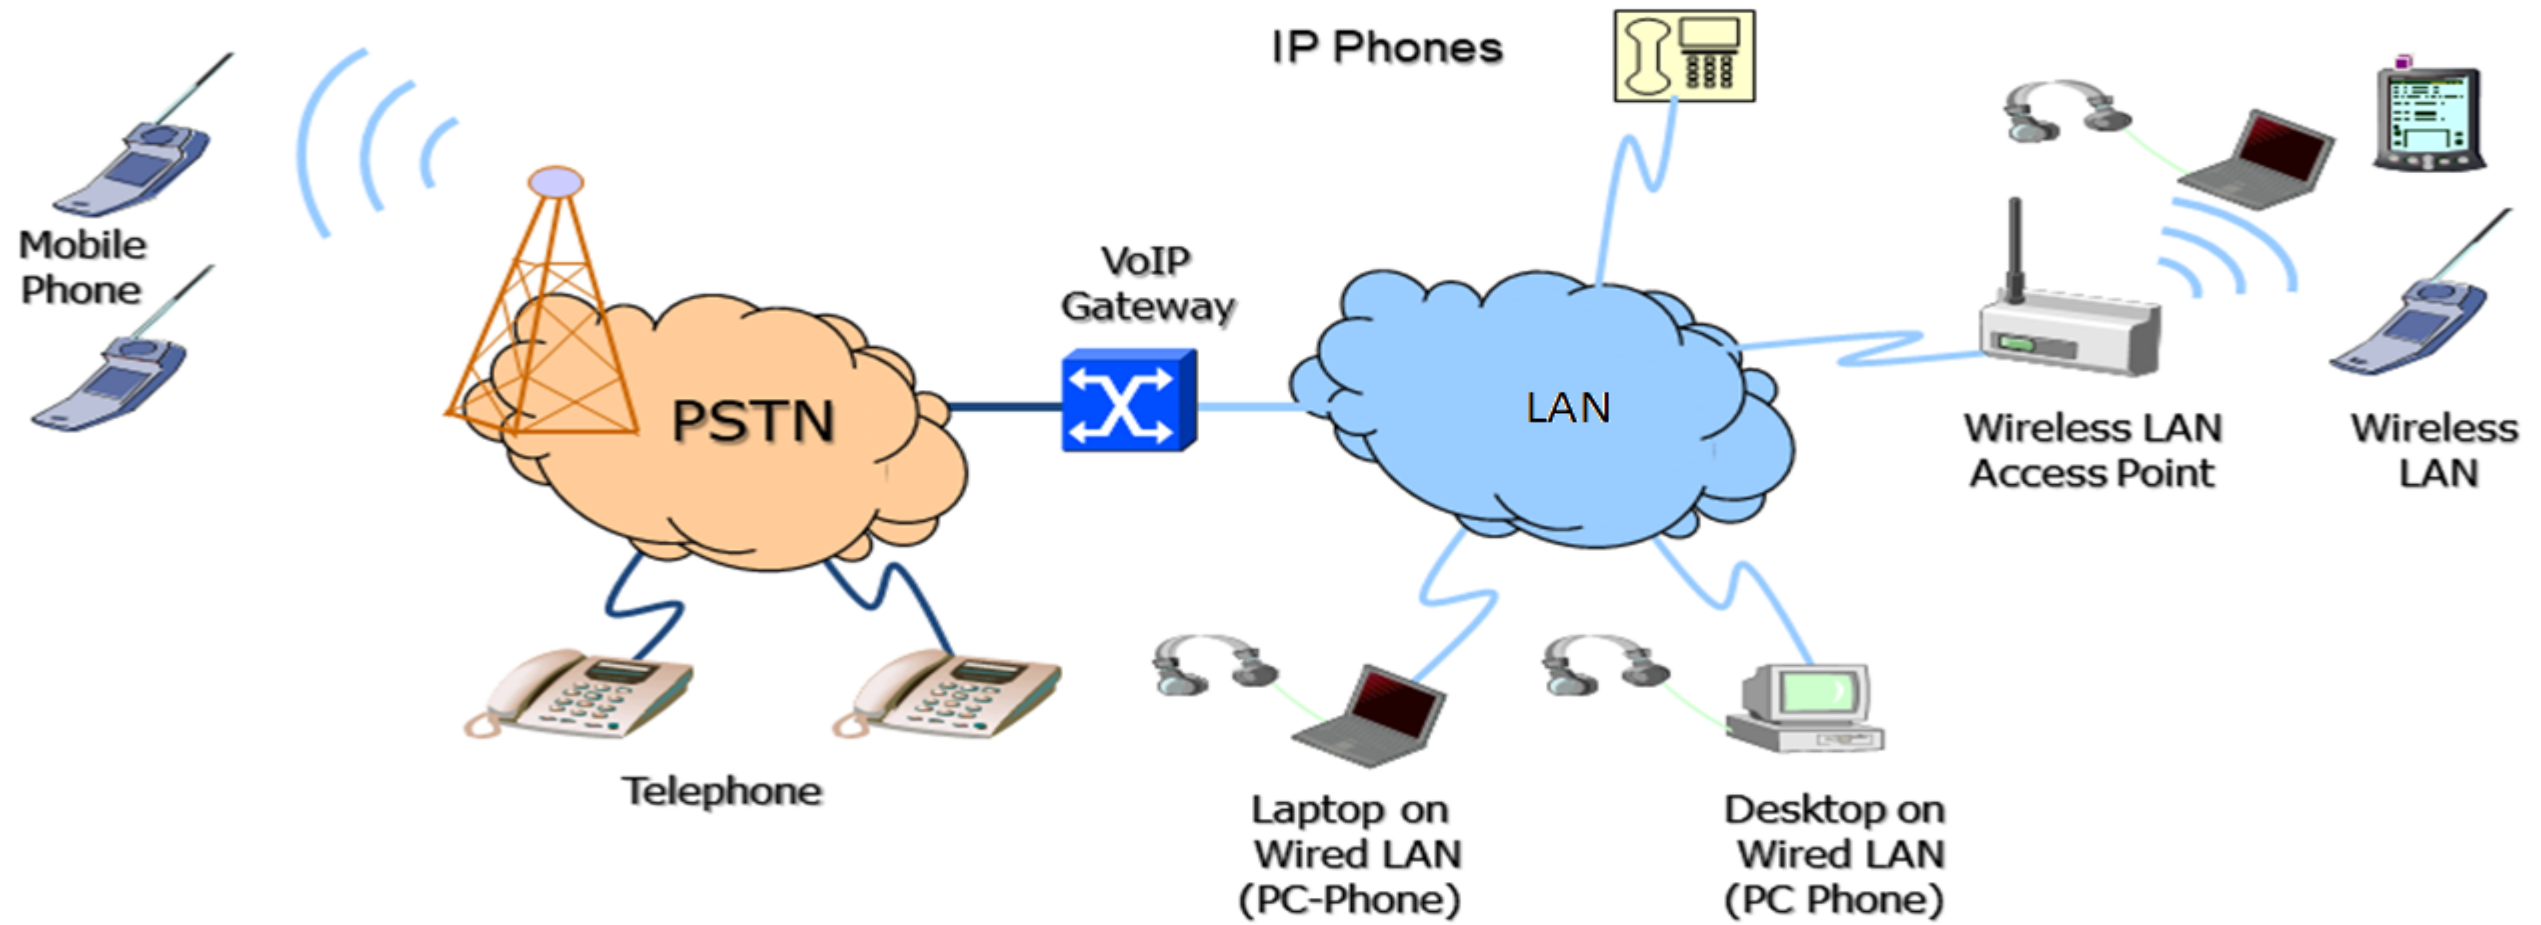 IP Phones
Mobile
Phone
VoIP
Gateway
PSTN
LAN
Wireless LAN
Access Point
Wireless
LAN
Telephone
Laptop on
Wired LAN
(PC-Phone)
Desktop on
Wired LAN
(PC Phone)